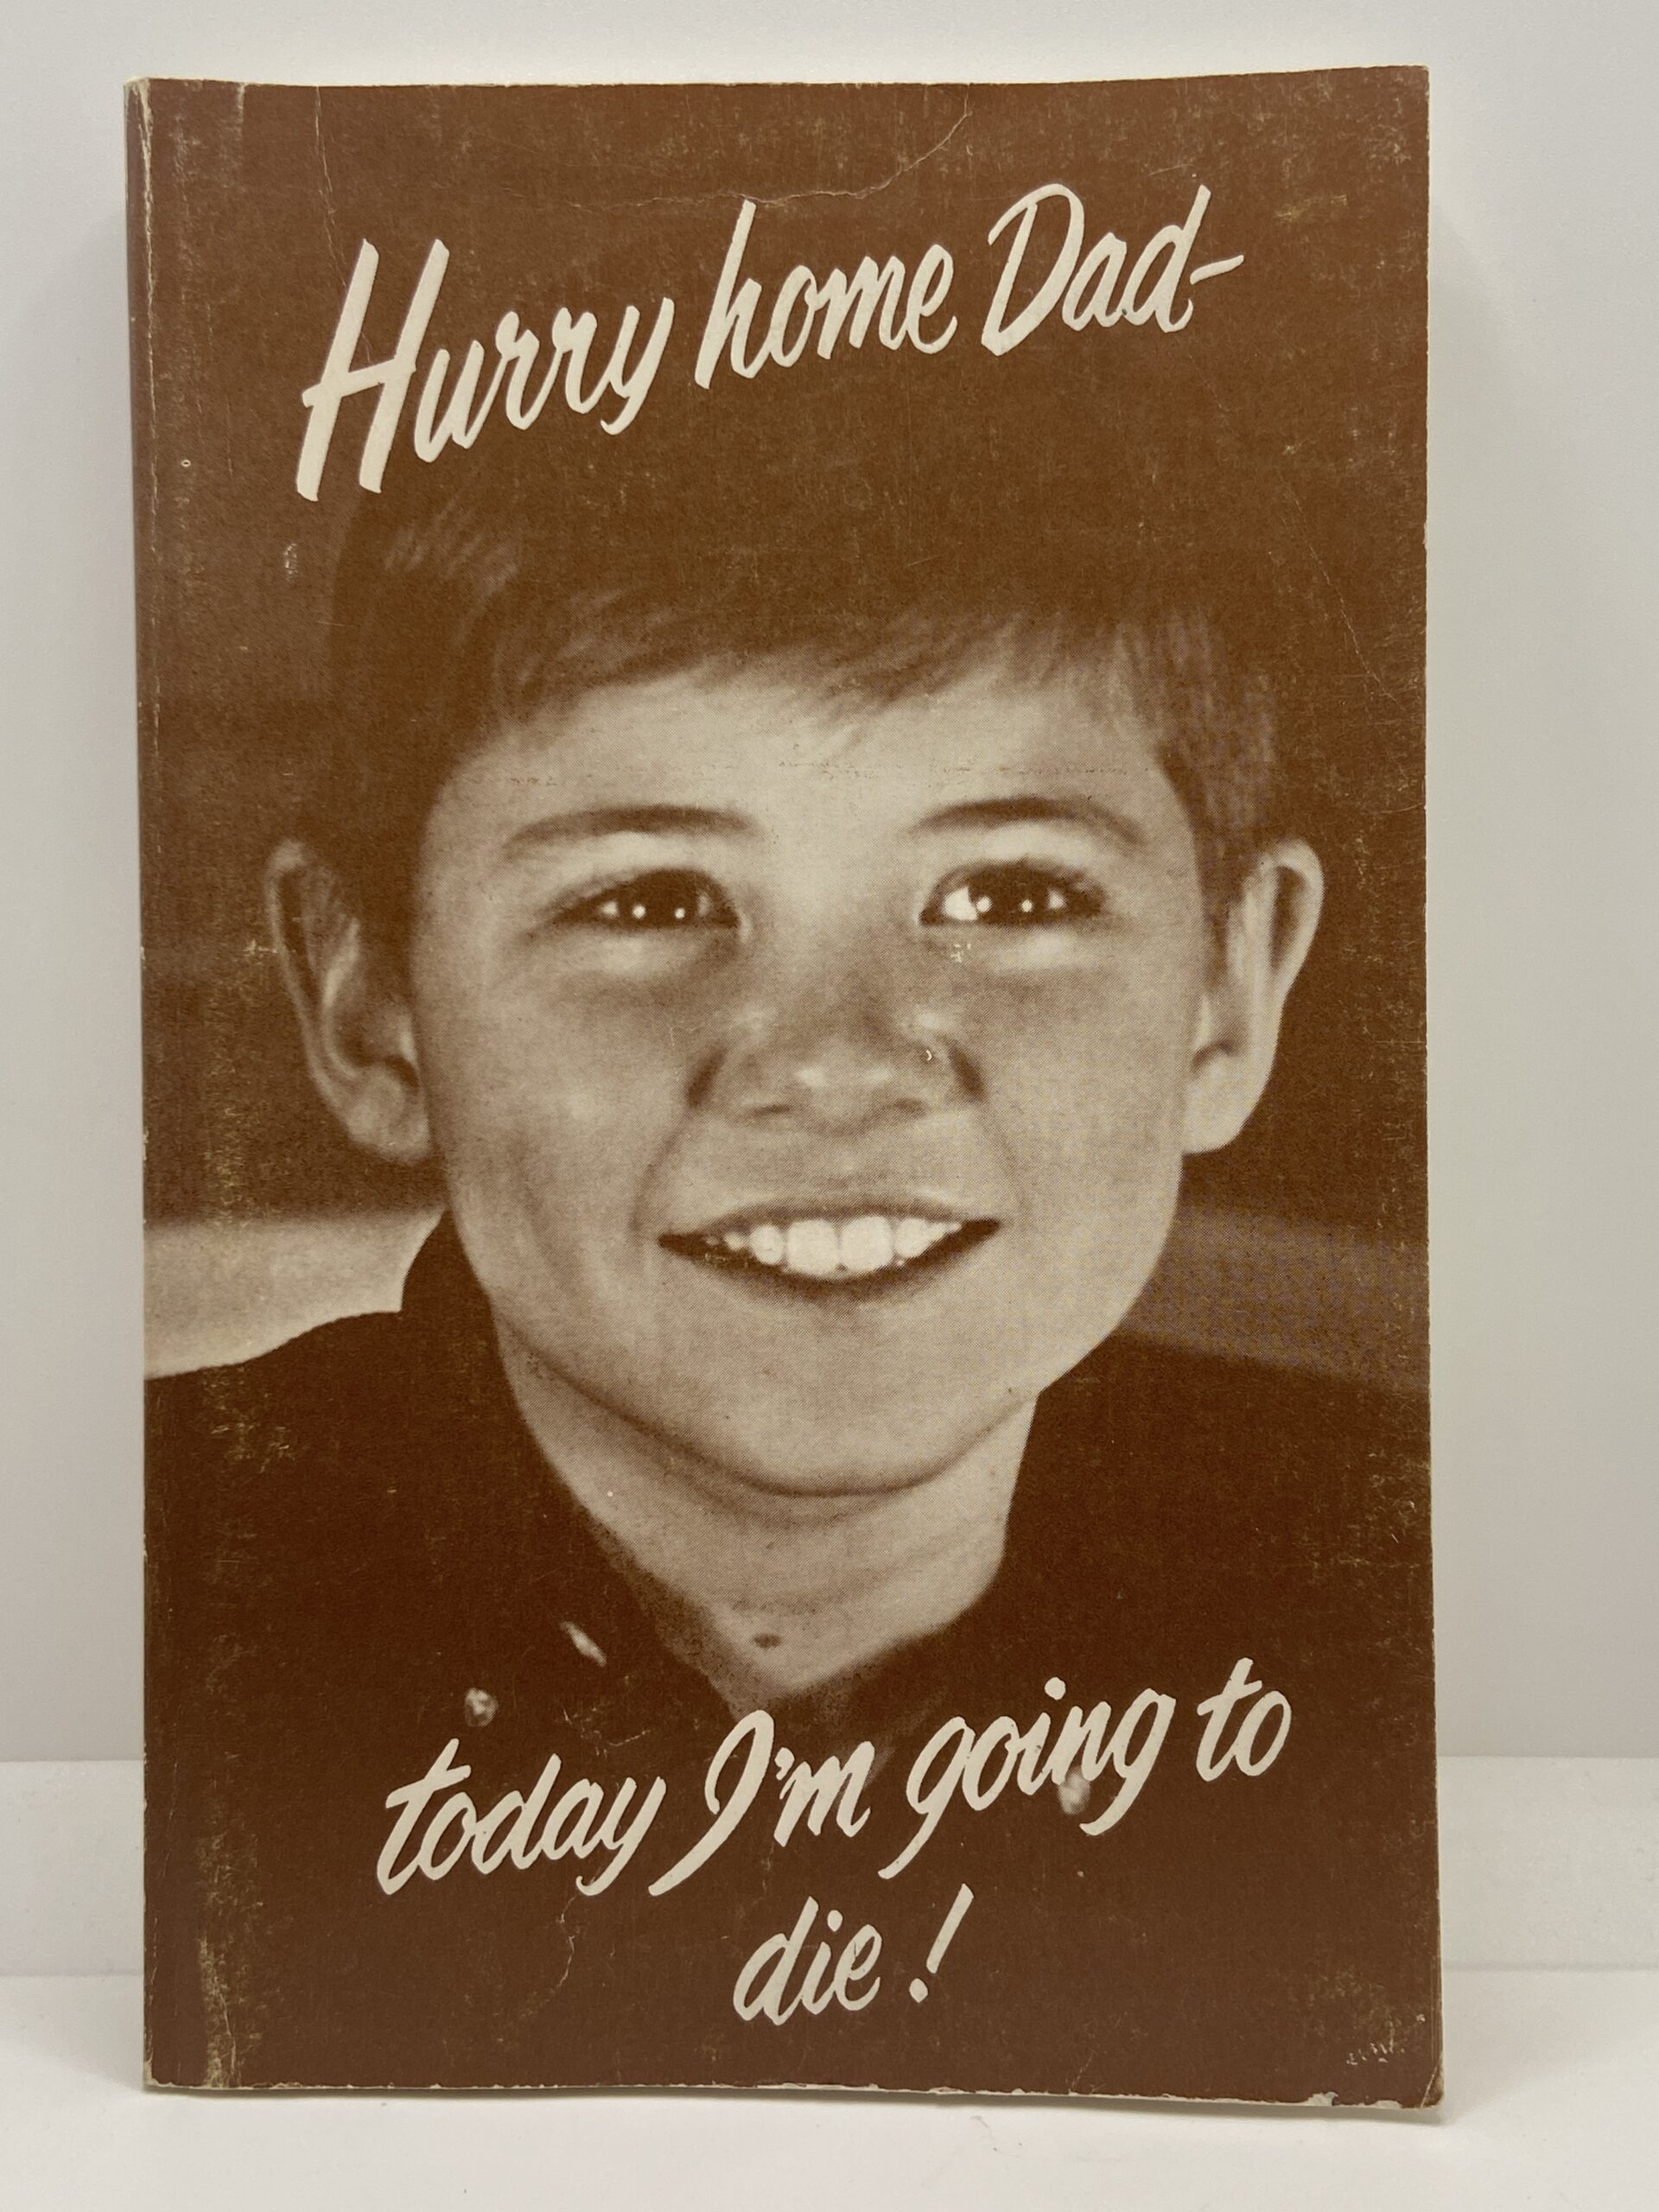 Hurry home Dad-
today I'm going to
die!